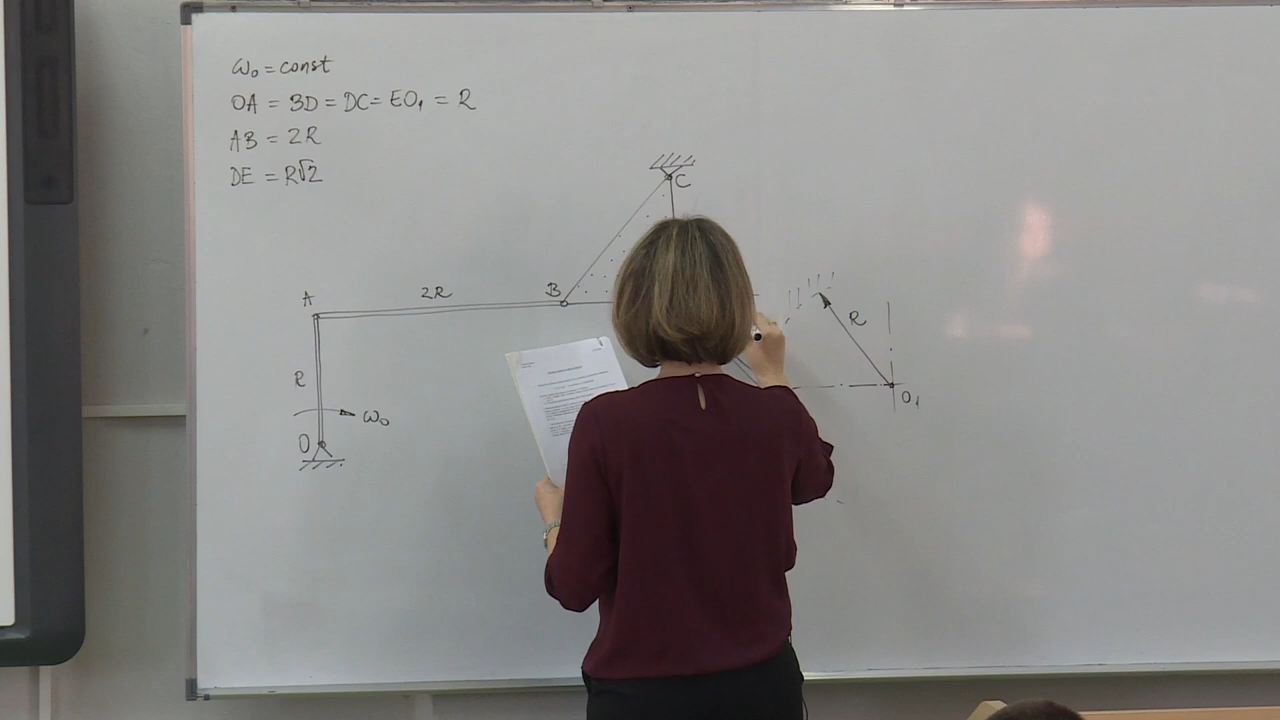 ω₀ = const
OA = BD = DC = EO₁ = R
AB = 2R
DE = R√2
C
A
2R
B
R
R
ω₀
O
O₁